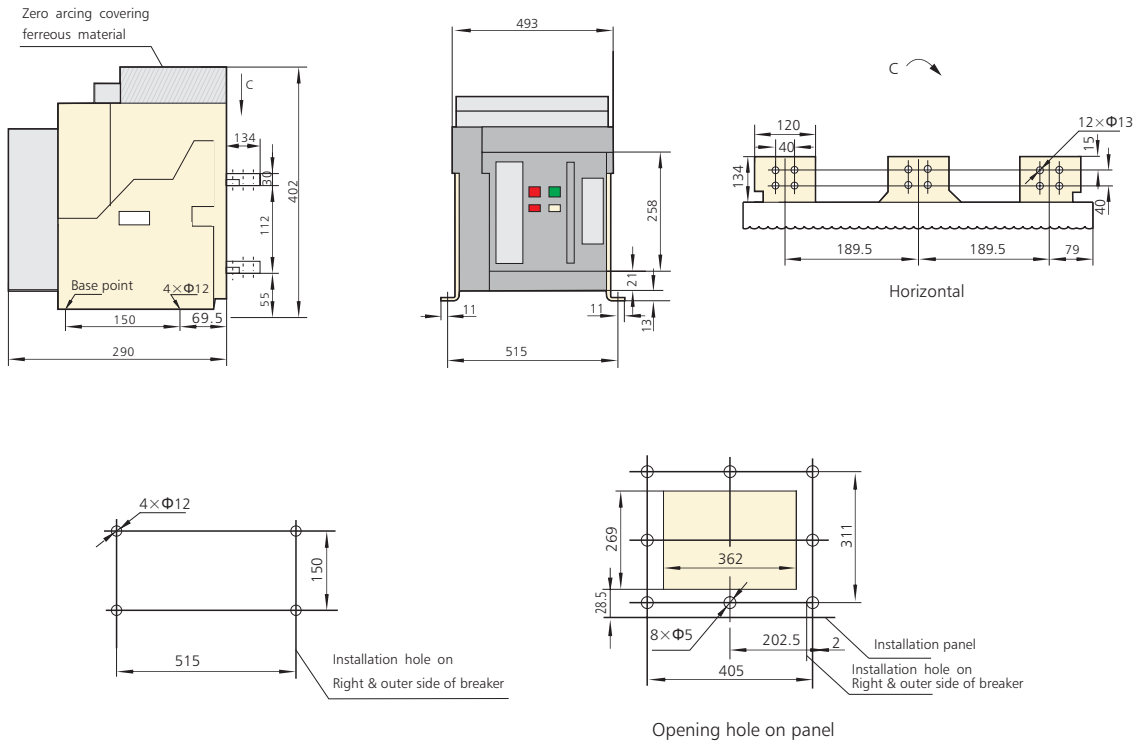 Zero arcing covering
ferreous material
C
134
30
402
112
55
Base point
4×Φ12
150
69.5
290
493
258
21
11
11
13
515
C
120
40
12×Φ13
15
134
40
189.5
189.5
79
Horizontal
4×Φ12
150
515
Installation hole on
Right & outer side of breaker
269
362
311
28.5
8×Φ5
202.5
2
405
Installation panel
Installation hole on
Right & outer side of breaker
Opening hole on panel